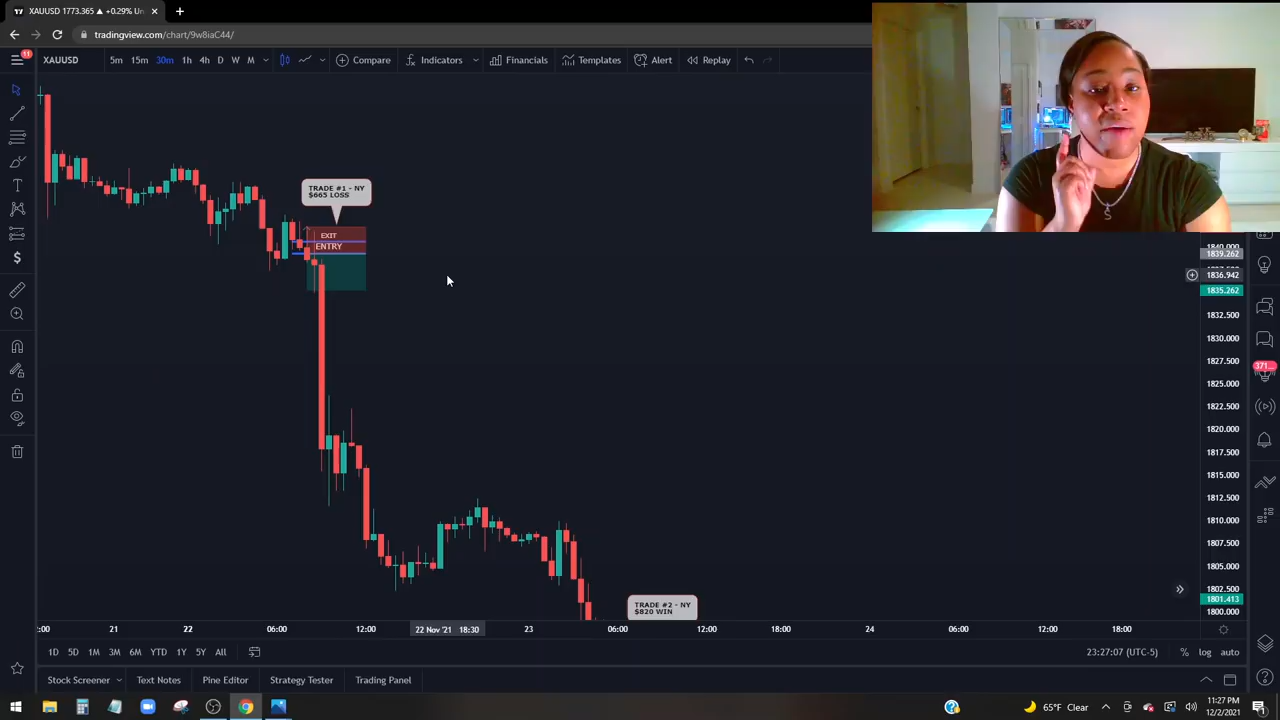 XAUUSD 1773.365 ▲ +0.29% Un
tradingview.com/chart/9w8iaC44/
11
XAUUSD 5m 15m 30m 1h 4h D W M Compare Indicators Financials Templates Alert Replay
TRADE #1 - NY
$665 LOSS
EXIT
ENTRY
TRADE #2 - NY
$820 WIN
1840.000
1839.262
1836.942
1835.262
1832.500
1830.000
1827.500
1825.000
1822.500
1820.000
1817.500
1815.000
1812.500
1810.000
1807.500
1805.000
1802.500
1801.413
1800.000
371...
:00 21 22 06:00 12:00 22 Nov '21 18:30 23 06:00 12:00 18:00 24 06:00 12:00 18:00
1D 5D 1M 3M 6M YTD 1Y 5Y All 23:27:07 (UTC-5) % log auto
Stock Screener Text Notes Pine Editor Strategy Tester Trading Panel
65°F Clear 11:27 PM
12/2/2021
1